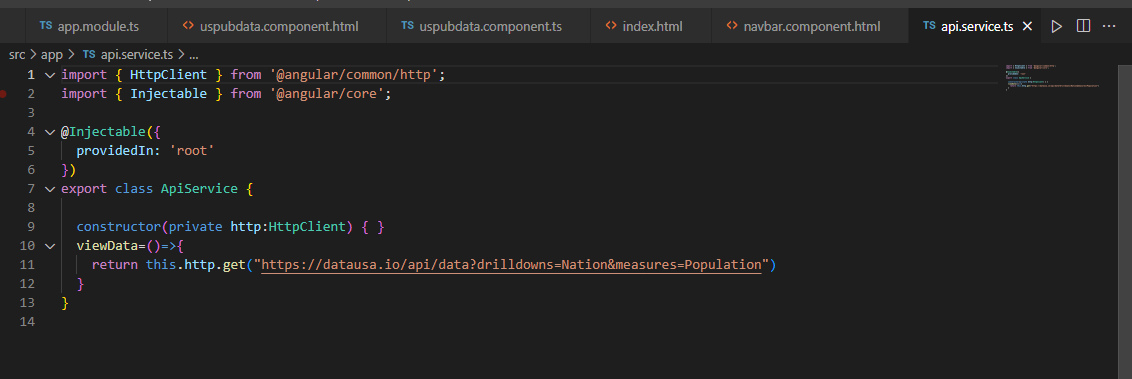 TS app.module.ts <> uspubdata.component.html TS uspubdata.component.ts <> index.html <> navbar.component.html TS api.service.ts
src > app > TS api.service.ts > ...
1 import { HttpClient } from '@angular/common/http';
2 import { Injectable } from '@angular/core';
3
4 @Injectable({
5   providedIn: 'root'
6 })
7 export class ApiService {
8
9   constructor(private http:HttpClient) { }
10   viewData=()=>{
11     return this.http.get("https://datausa.io/api/data?drilldowns=Nation&measures=Population")
12   }
13 }
14